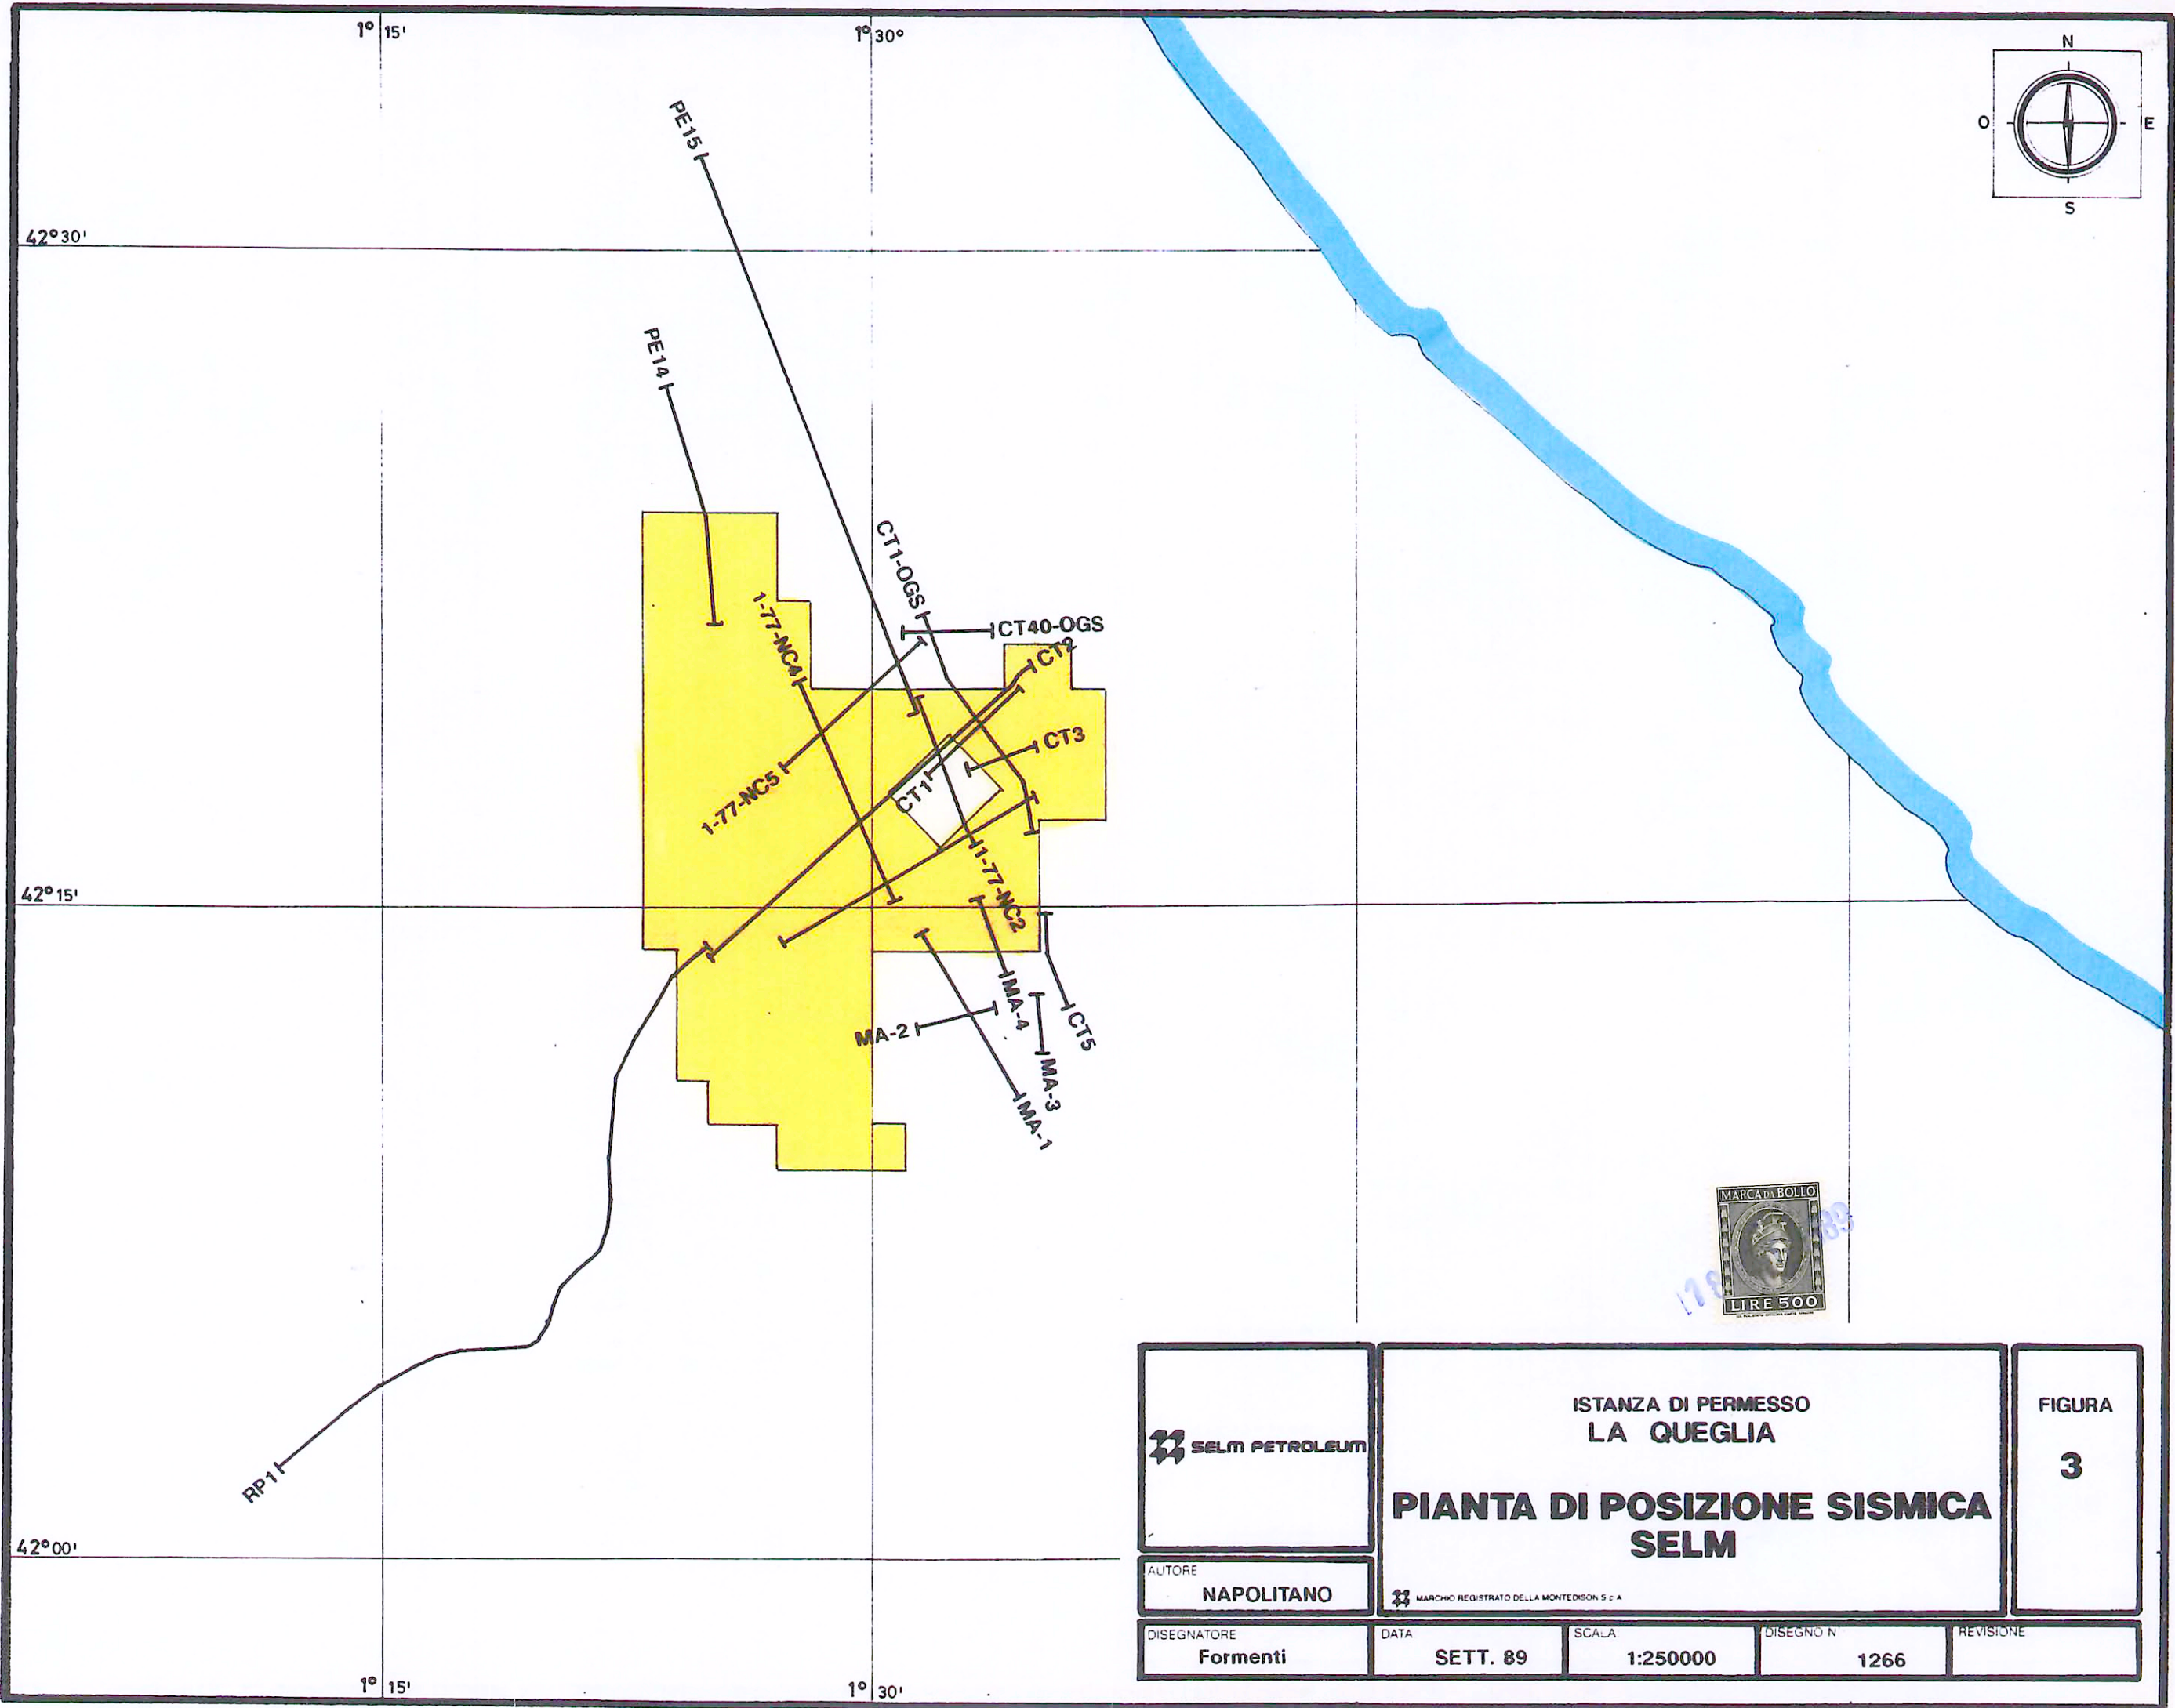 1° 15'
1° 30°
N
O
E
S
PE15
42°30'
PE14
CT1-OGS
1-77-NC4
CT40-OGS
CT2
CT3
1-77-NC5
CT1
1-77-NC2
42°15'
MA-4
MA-2
CT5
MA-3
MA-1
MARCA DA BOLLO
89
LIRE 500
RP1
42°00'
1° 15'
1° 30'
SELM PETROLEUM
ISTANZA DI PERMESSO
LA QUEGLIA
PIANTA DI POSIZIONE SISMICA
SELM
MARCHIO REGISTRATO DELLA MONTEDISON S p A
FIGURA
3
AUTORE
NAPOLITANO
DISEGNATORE
Formenti
DATA
SETT. 89
SCALA
1:250000
DISEGNO N
1266
REVISIONE